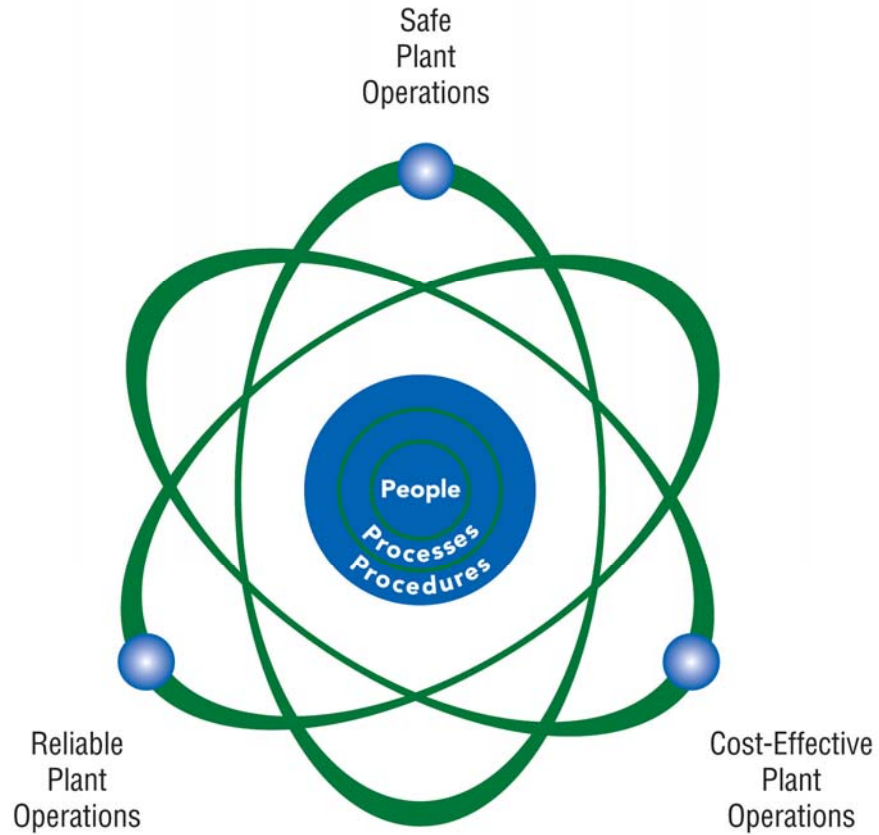 Safe
Plant
Operations
People
Processes
Procedures
Reliable
Plant
Operations
Cost-Effective
Plant
Operations